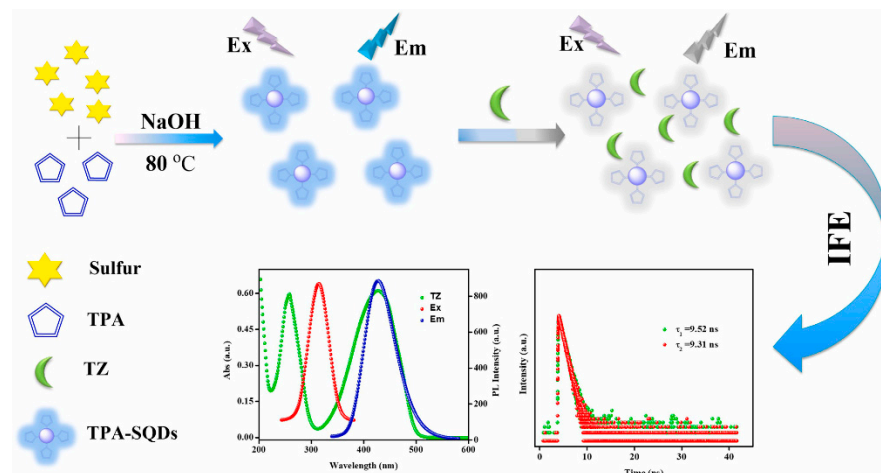 Ex
Em
Ex
Em
NaOH
80 °C
IFE
Sulfur
TPA
TZ
TPA-SQDs
0.60
0.45
0.30
0.15
0.00
Abs (a.u.)
TZ
Ex
Em
800
600
400
200
0
PL Intensity (a.u.)
200 300 400 500 600
Wavelength (nm)
Intensity (a.u.)
τ1 =9.52 ns
τ2 =9.31 ns
0 10 20 30 40
Time (ns)